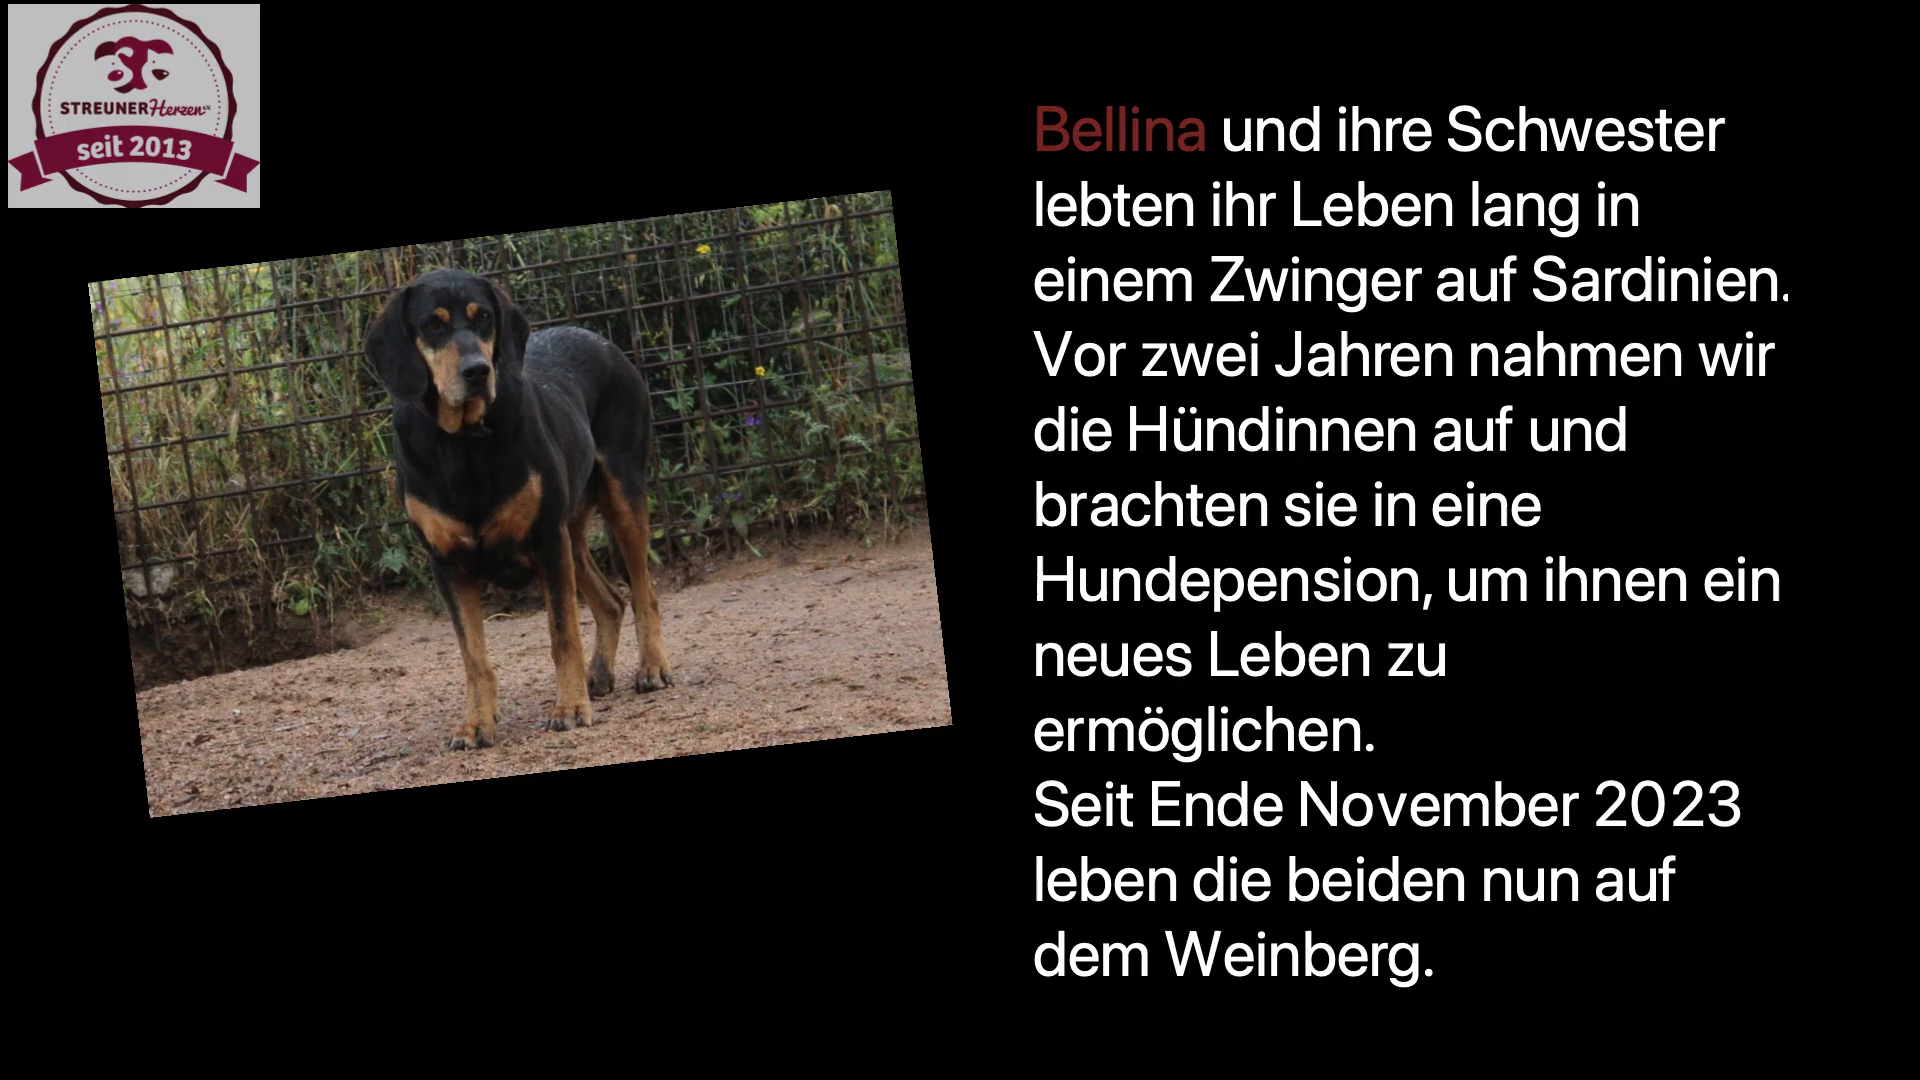 STREUNERHerzen e.V.
seit 2013
Bellina und ihre Schwester
lebten ihr Leben lang in
einem Zwinger auf Sardinien.
Vor zwei Jahren nahmen wir
die Hündinnen auf und
brachten sie in eine
Hundepension, um ihnen ein
neues Leben zu
ermöglichen.
Seit Ende November 2023
leben die beiden nun auf
dem Weinberg.